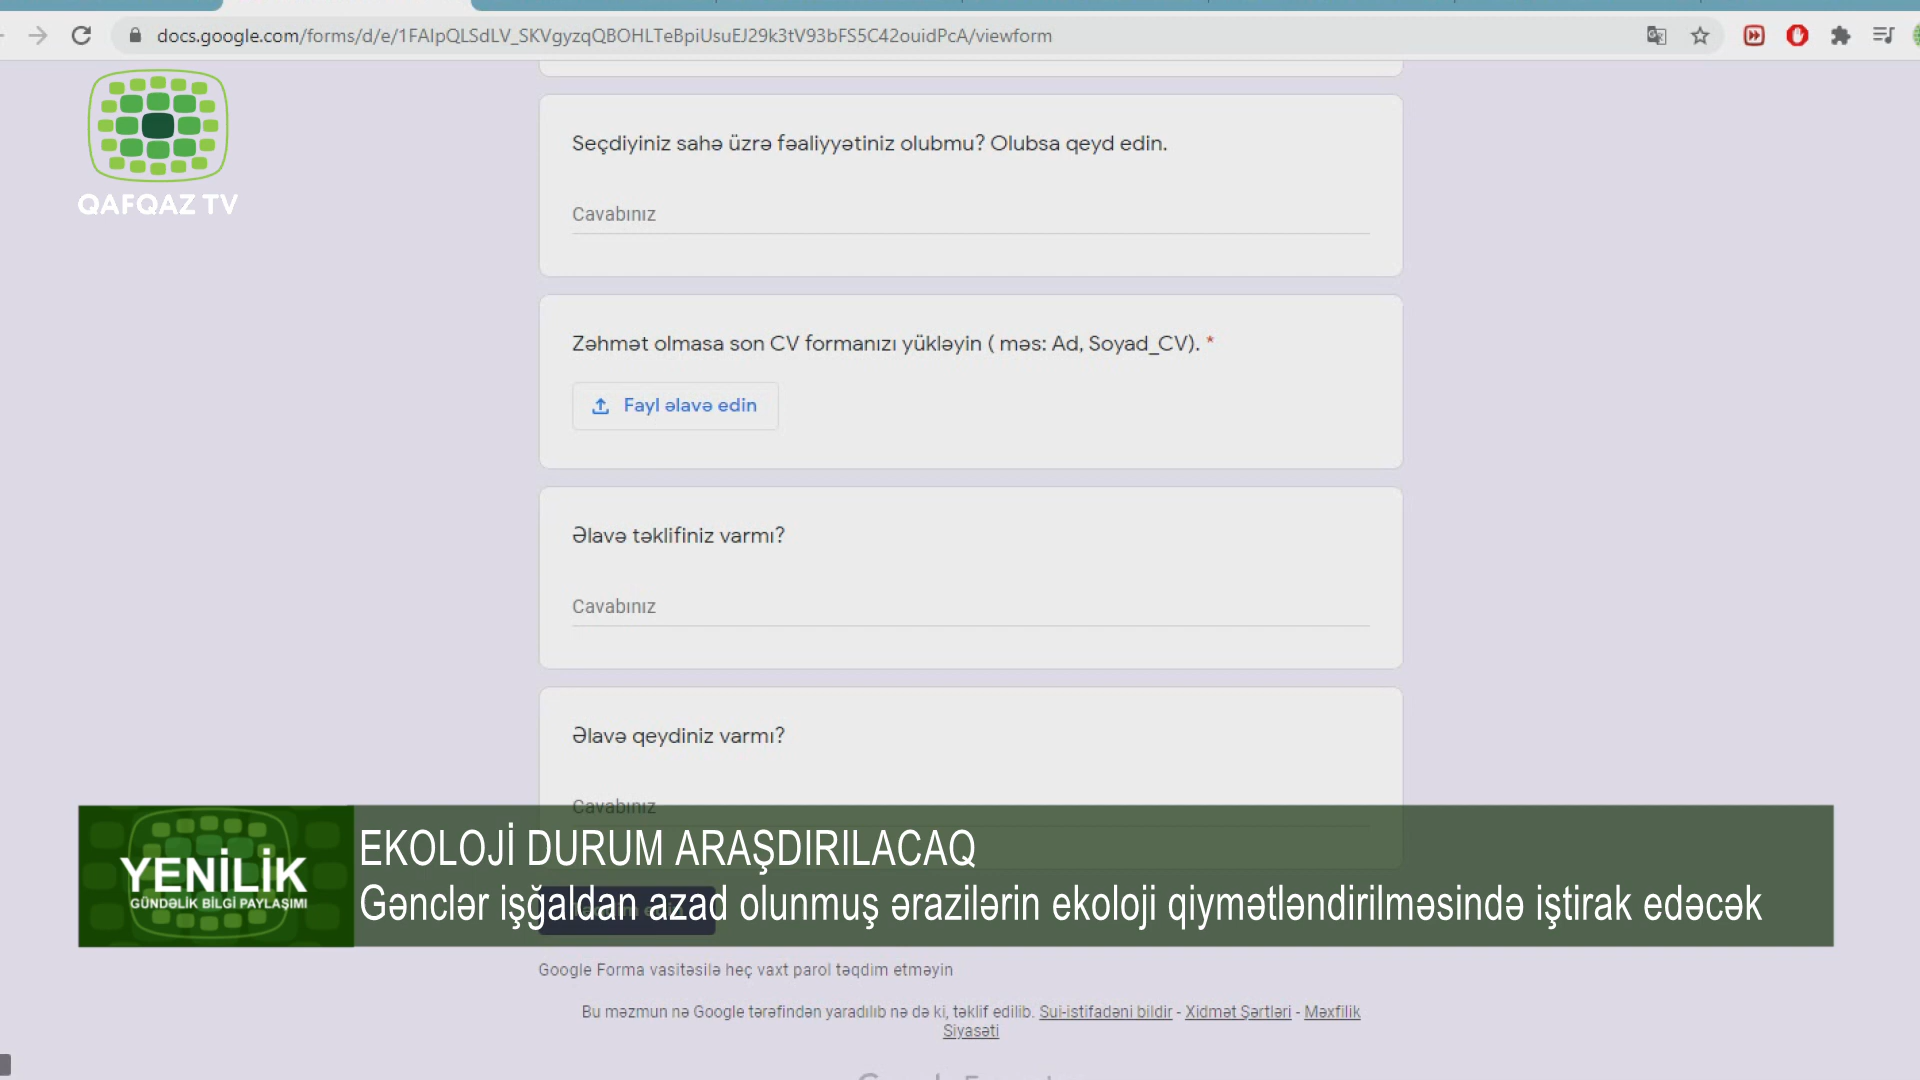 docs.google.com/forms/d/e/1FAIpQLSdLV_SKVgyzqQBOHLTeBpiUsuEJ29k3tV93bFS5C42ouidPcA/viewform
QAFQAZ TV
Seçdiyiniz sahə üzrə fəaliyyətiniz olubmu? Olubsa qeyd edin.
Cavabınız
Zəhmət olmasa son CV formanızı yükləyin ( məs: Ad, Soyad_CV). *
Fayl əlavə edin
Əlavə təklifiniz varmı?
Cavabınız
Əlavə qeydiniz varmı?
Cavabınız
YENİLİK
GÜNDƏLİK BİLGİ PAYLAŞIMI
EKOLOJİ DURUM ARAŞDIRILACAQ
Gənclər işğaldan azad olunmuş ərazilərin ekoloji qiymətləndirilməsində iştirak edəcək
Google Forma vasitəsilə heç vaxt parol təqdim etməyin
Bu məzmun nə Google tərəfindən yaradılıb nə də ki, təklif edilib. Sui-istifadəni bildir - Xidmət Şərtləri - Məxfilik
Siyasəti